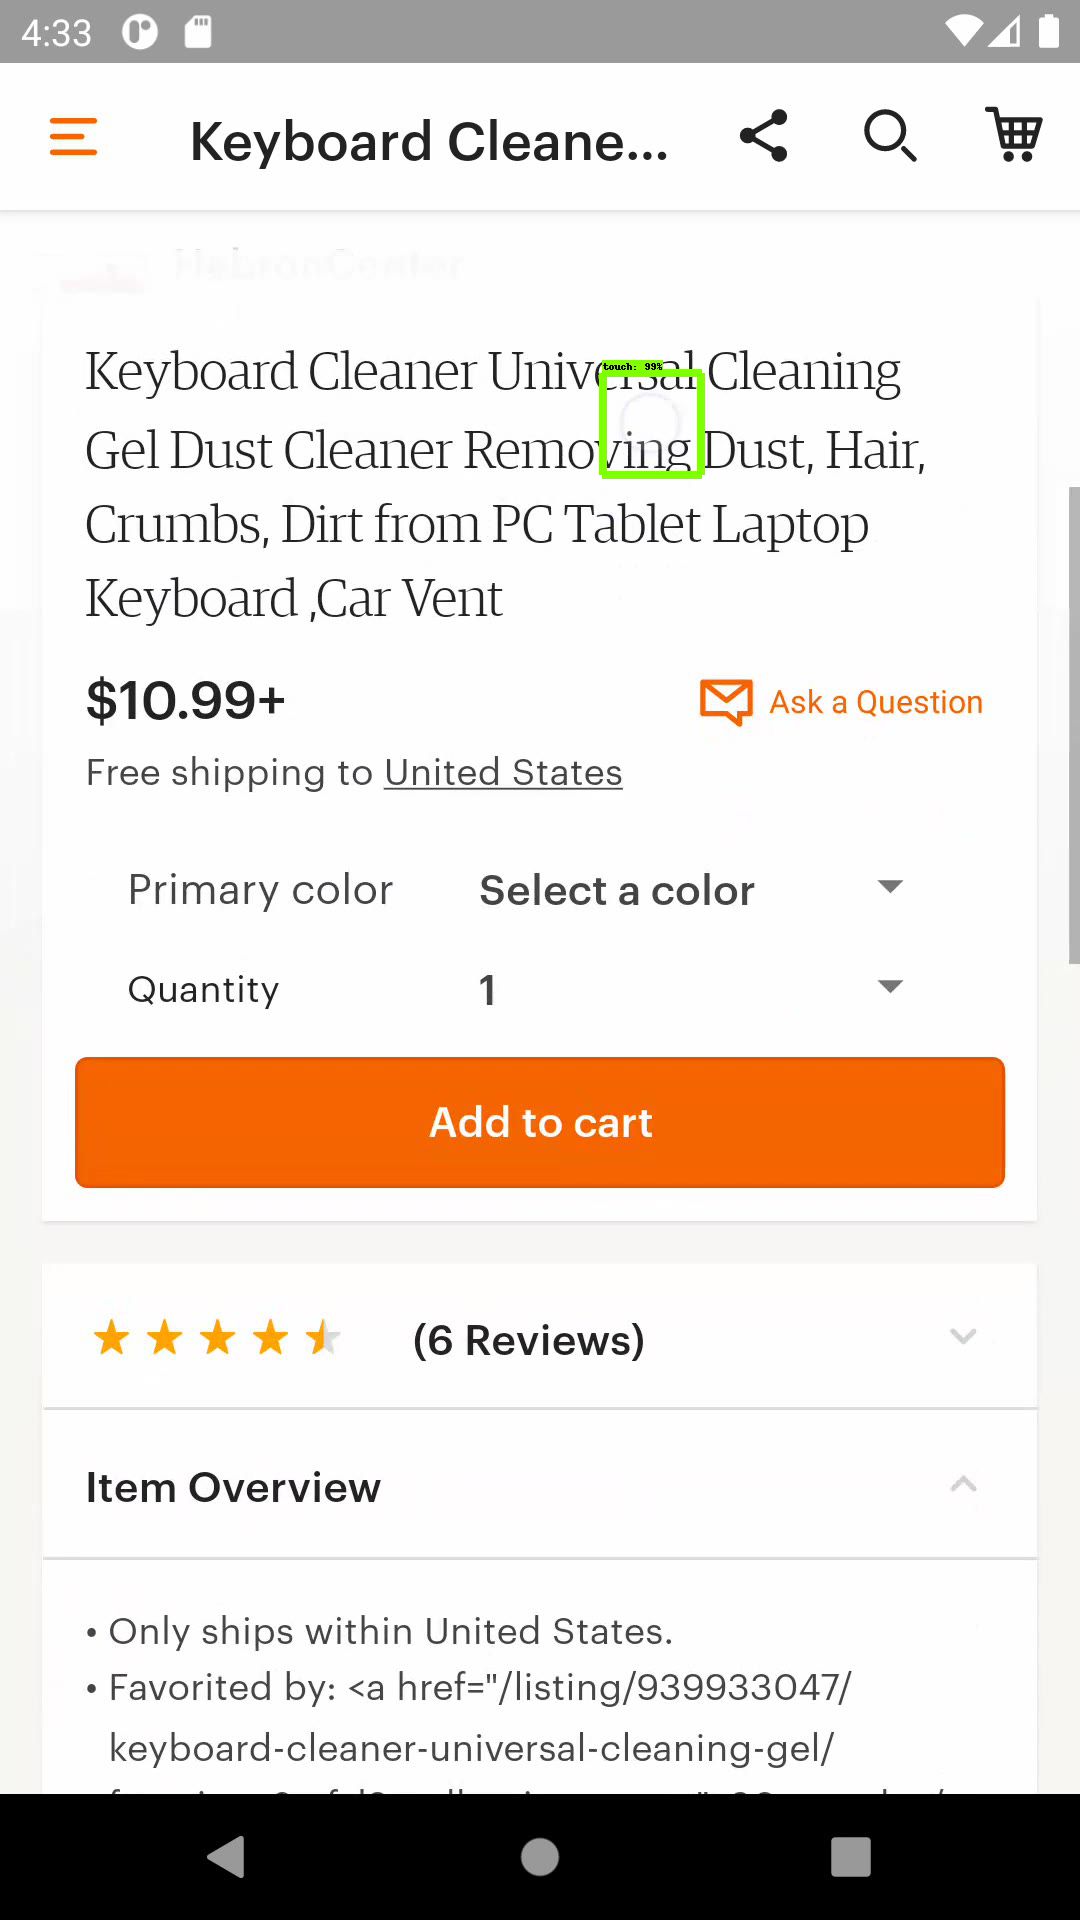 4:33
Keyboard Cleane...
HebronCenter
Keyboard Cleaner Universal Cleaning
touch: 99%
Gel Dust Cleaner Removing Dust, Hair,
Crumbs, Dirt from PC Tablet Laptop
Keyboard ,Car Vent
$10.99+
Ask a Question
Free shipping to United States
Primary color Select a color
Quantity 1
Add to cart
(6 Reviews)
Item Overview
• Only ships within United States.
• Favorited by: <a href="/listing/939933047/
keyboard-cleaner-universal-cleaning-gel/